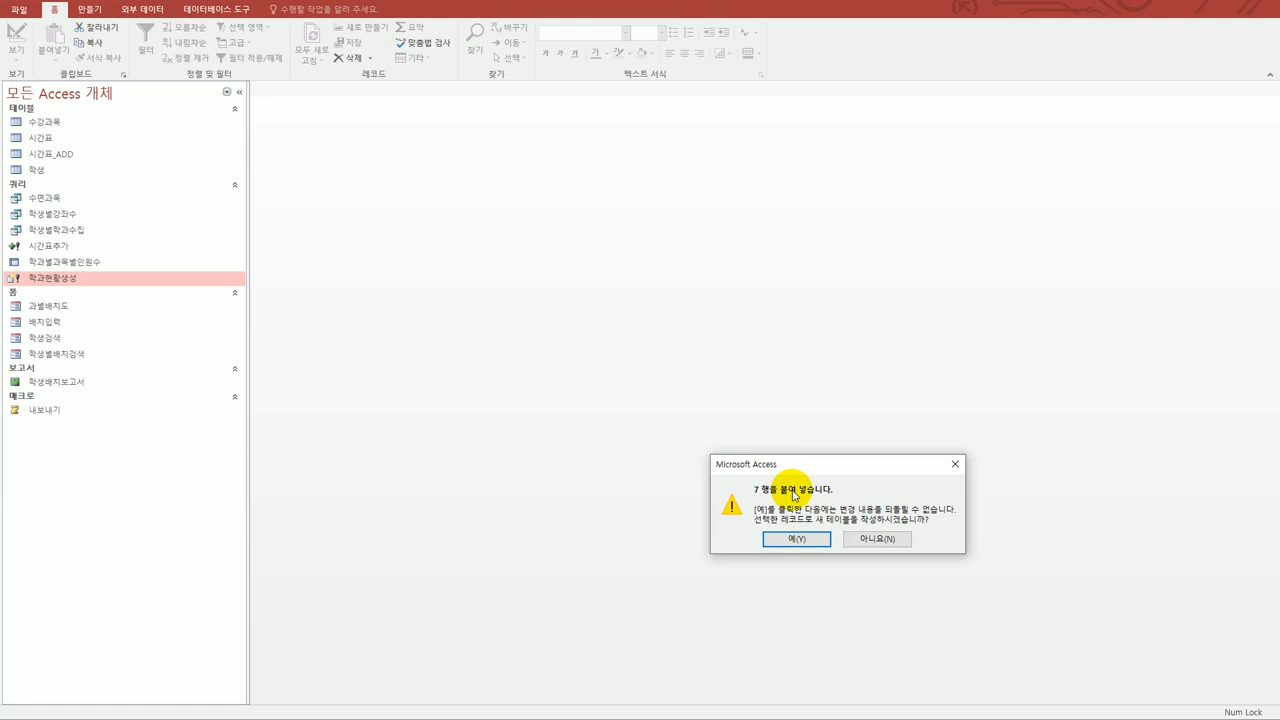 파일 홈 만들기 외부 데이터 데이터베이스 도구 수행할 작업을 알려 주세요.
보기 붙여넣기 잘라내기 복사 서식 복사
필터 오름차순 내림차순 정렬 제거 선택 영역 고급 필터 적용/해제
모두 새로 고침 새로 만들기 저장 삭제 요약 맞춤법 검사 기타
찾기 바꾸기 이동 선택
가 가 가 가
보기 클립보드 정렬 및 필터 레코드 찾기 텍스트 서식
모든 Access 개체
테이블
수강과목
시간표
시간표_ADD
학생
쿼리
수면과목
학생별강좌수
학생별학과수집
시간표추가
학과별과목별인원수
학과현황생성
폼
과별배치도
배치입력
학생검색
학생별배치검색
보고서
학생배치보고서
매크로
내보내기
Microsoft Access
7 행을 붙여 넣습니다.
[예]를 클릭한 다음에는 변경 내용을 되돌릴 수 없습니다.
선택한 레코드로 새 테이블을 작성하시겠습니까?
예(Y) 아니요(N)
Num Lock